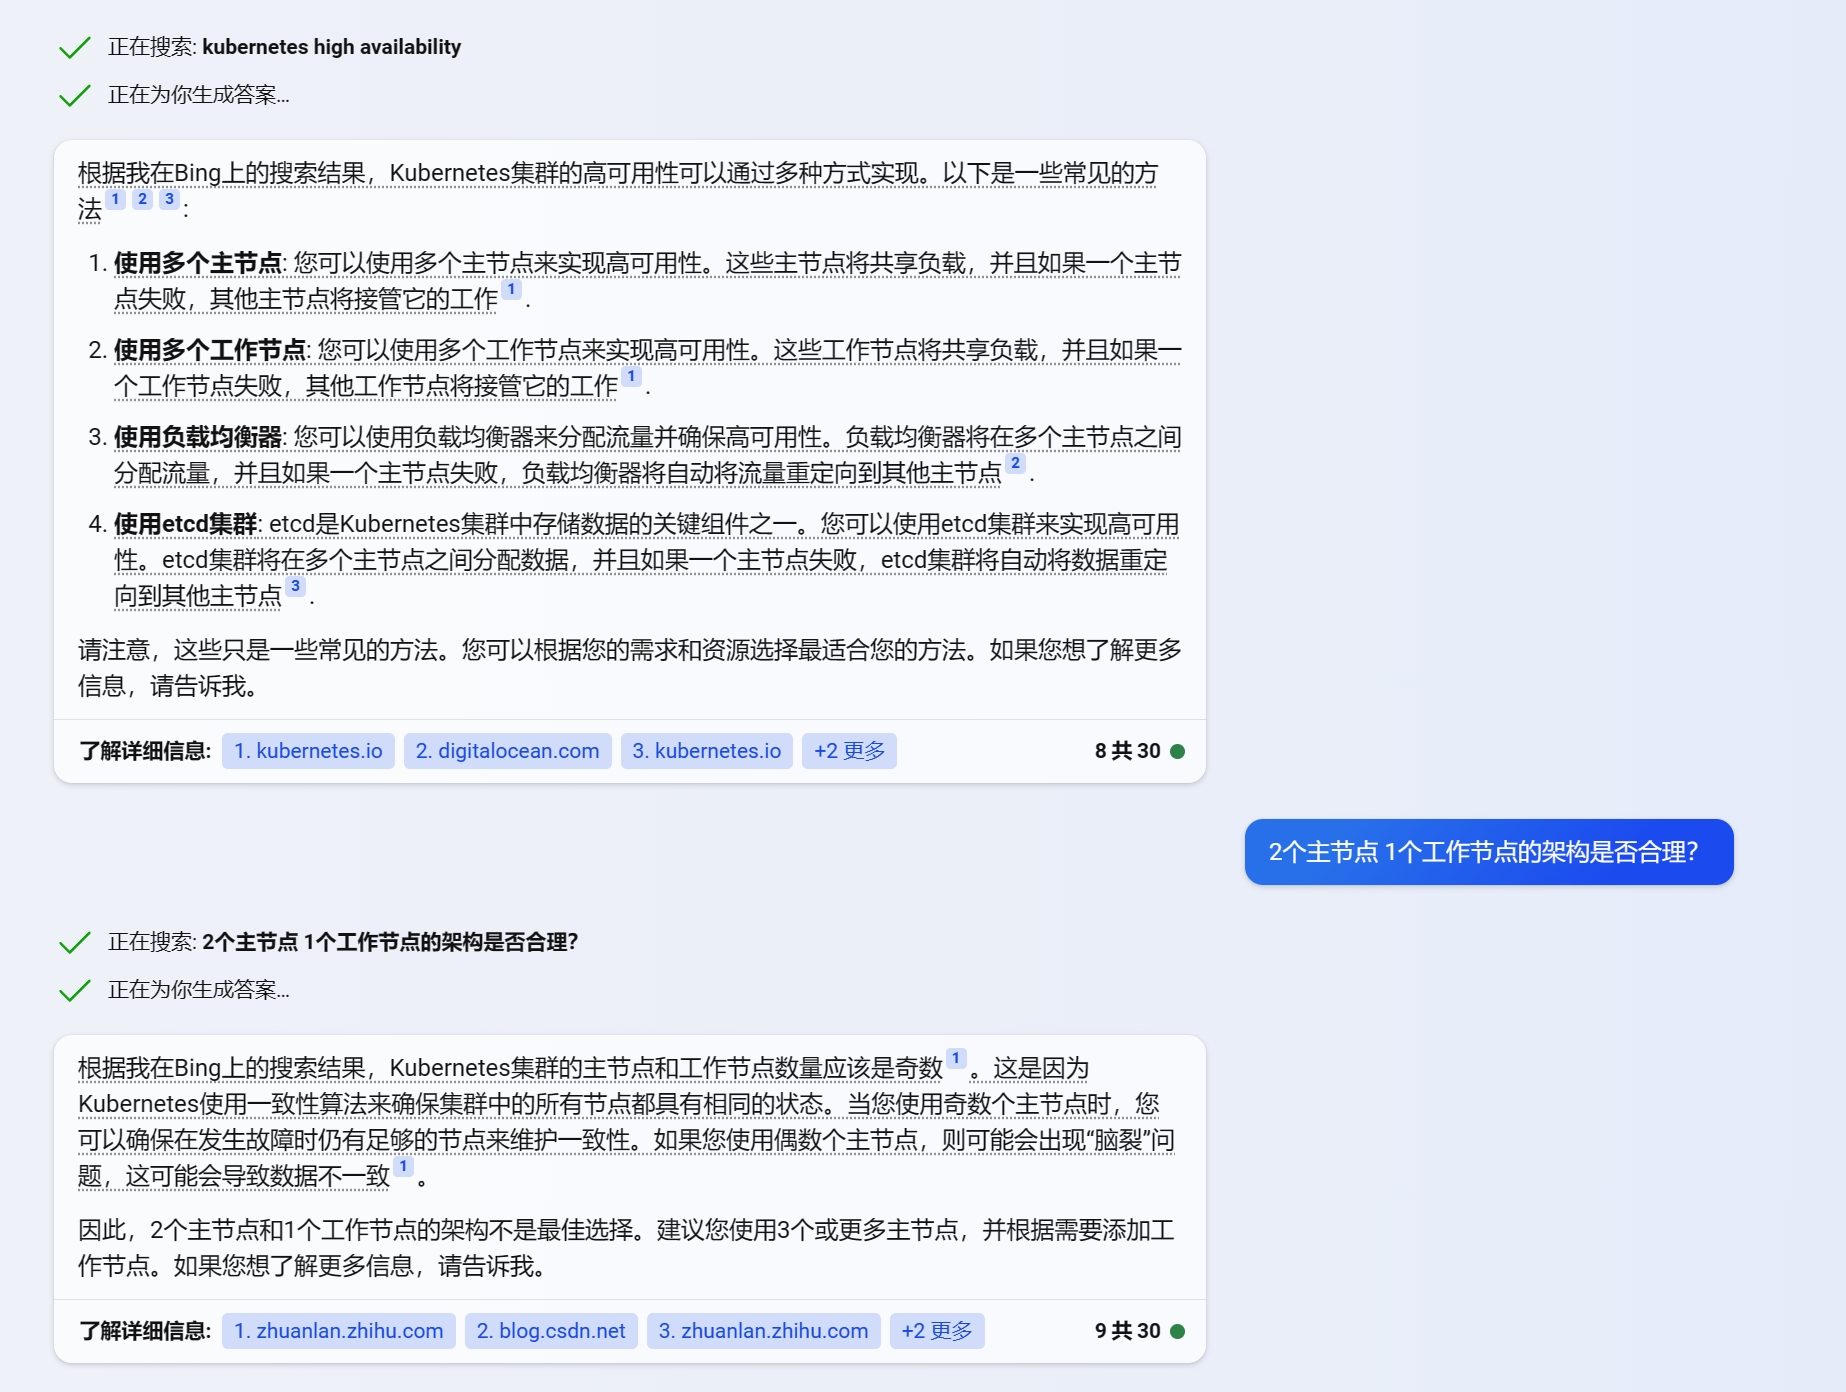 正在搜索: kubernetes high availability
正在为你生成答案...
根据我在Bing上的搜索结果，Kubernetes集群的高可用性可以通过多种方式实现。以下是一些常见的方
法 1 2 3 :
1. 使用多个主节点: 您可以使用多个主节点来实现高可用性。这些主节点将共享负载，并且如果一个主节
点失败，其他主节点将接管它的工作 1 .
2. 使用多个工作节点: 您可以使用多个工作节点来实现高可用性。这些工作节点将共享负载，并且如果一
个工作节点失败，其他工作节点将接管它的工作 1 .
3. 使用负载均衡器: 您可以使用负载均衡器来分配流量并确保高可用性。负载均衡器将在多个主节点之间
分配流量，并且如果一个主节点失败，负载均衡器将自动将流量重定向到其他主节点 2 .
4. 使用etcd集群: etcd是Kubernetes集群中存储数据的关键组件之一。您可以使用etcd集群来实现高可用
性。etcd集群将在多个主节点之间分配数据，并且如果一个主节点失败，etcd集群将自动将数据重定
向到其他主节点 3 .
请注意，这些只是一些常见的方法。您可以根据您的需求和资源选择最适合您的方法。如果您想了解更多
信息，请告诉我。
了解详细信息: 1. kubernetes.io 2. digitalocean.com 3. kubernetes.io +2 更多 8 共 30
2个主节点 1个工作节点的架构是否合理？
正在搜索: 2个主节点 1个工作节点的架构是否合理？
正在为你生成答案...
根据我在Bing上的搜索结果，Kubernetes集群的主节点和工作节点数量应该是奇数 1 。这是因为
Kubernetes使用一致性算法来确保集群中的所有节点都具有相同的状态。当您使用奇数个主节点时，您
可以确保在发生故障时仍有足够的节点来维护一致性。如果您使用偶数个主节点，则可能会出现“脑裂”问
题，这可能会导致数据不一致 1 。
因此，2个主节点和1个工作节点的架构不是最佳选择。建议您使用3个或更多主节点，并根据需要添加工
作节点。如果您想了解更多信息，请告诉我。
了解详细信息: 1. zhuanlan.zhihu.com 2. blog.csdn.net 3. zhuanlan.zhihu.com +2 更多 9 共 30